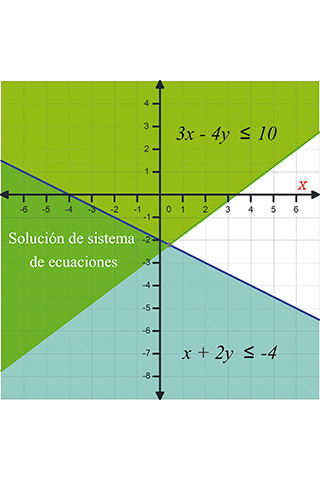 4
3x - 4y ≤ 10
2
1
x
-6 -5 -4 -3 -2 -1 0 1 2 3 4 5 6
-1
Solución de sistema
-2
de ecuaciones
-3
-4
-5
-6
x + 2y ≤ -4
-7
-8